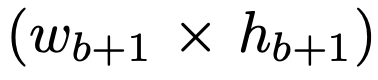 (w_{b+1} × h_{b+1})